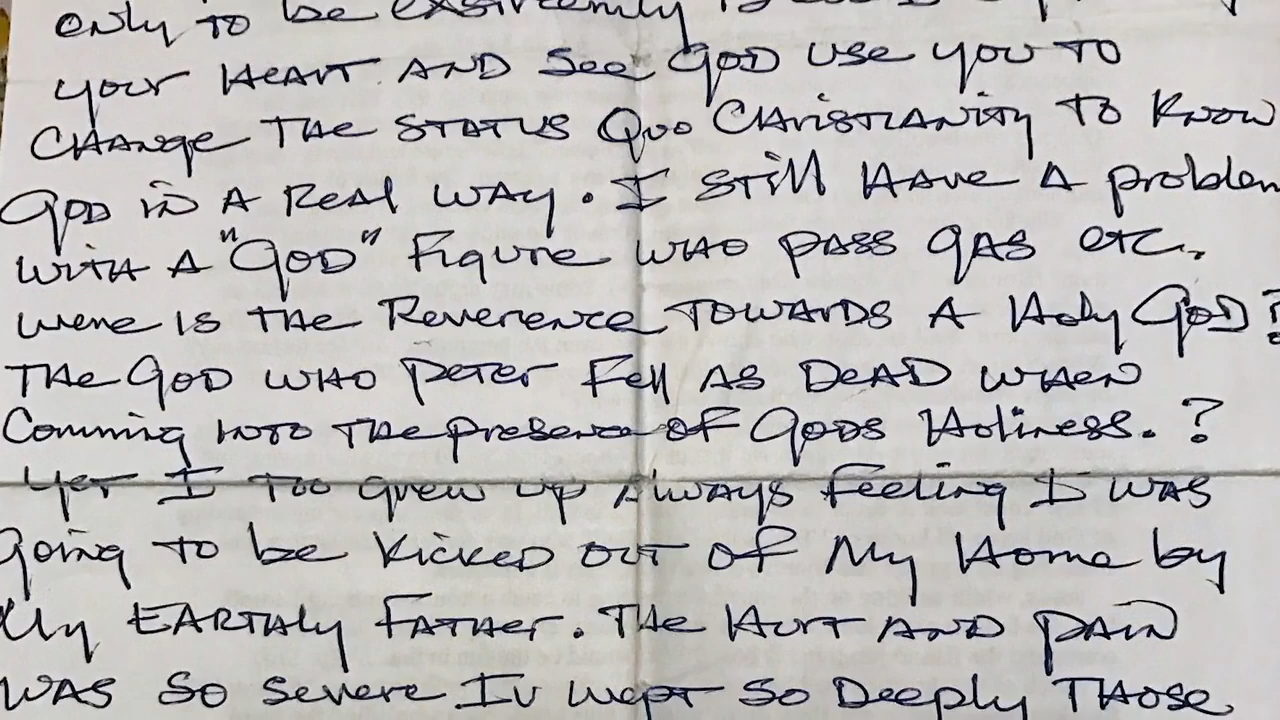 only to be
your HeArT AND See GOD use you TO
CHAnge THe STATUS Quo CHristiANity TO Know
GOD in A Real WAy. I Still HAve A problem
WiTH A "GOD" Figure WHO pASS gAS etc.
were is THe Reverence TOWARDS A Holy GOD?
THe GOD WHO PeTer Fell AS DeAD WHen
Comming INTO THe presence OF GODS Holiness. ?
Yet I Too grew up AlwAys Feeling I WAS
going TO be KicKeD out OF My Home by
My EARTHly FATHer. THe Hurt AND PAIN
WAS SO Severe I wept SO Deeply THOSe